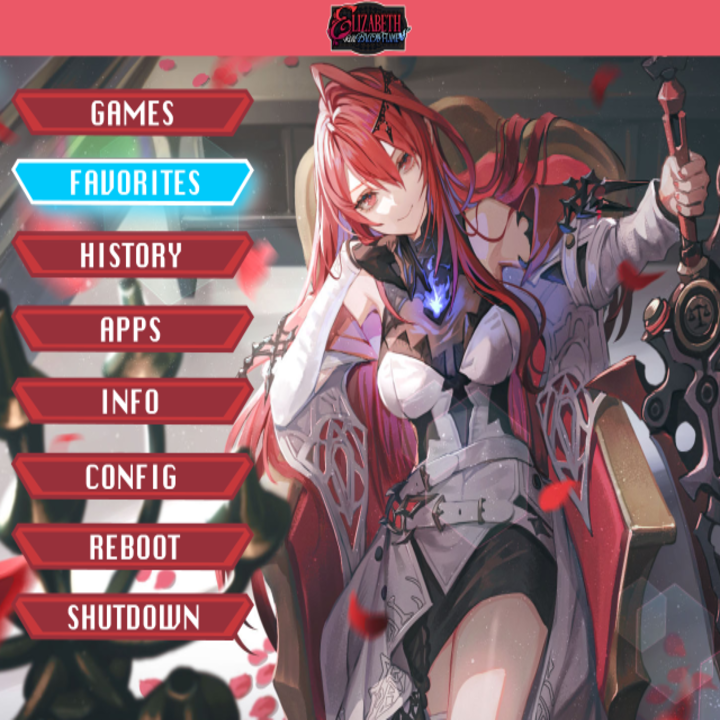 ELIZABETH
GAMES
FAVORITES
HISTORY
APPS
INFO
CONFIG
REBOOT
SHUTDOWN